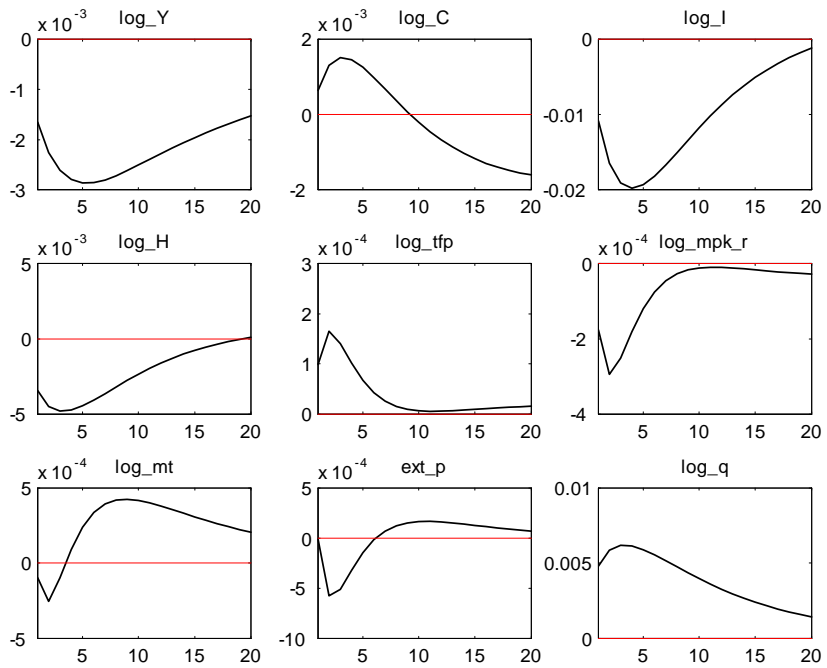 x 10^-3 log_Y
0
-1
-2
-3
5 10 15 20
x 10^-3 log_C
2
0
-2
5 10 15 20
log_I
0
-0.01
-0.02
5 10 15 20
x 10^-3 log_H
5
0
-5
5 10 15 20
x 10^-4 log_tfp
3
2
1
0
5 10 15 20
x 10^-4 log_mpk_r
0
-2
-4
5 10 15 20
x 10^-4 log_mt
5
0
-5
5 10 15 20
x 10^-4 ext_p
5
0
-5
-10
5 10 15 20
log_q
0.01
0.005
0
5 10 15 20